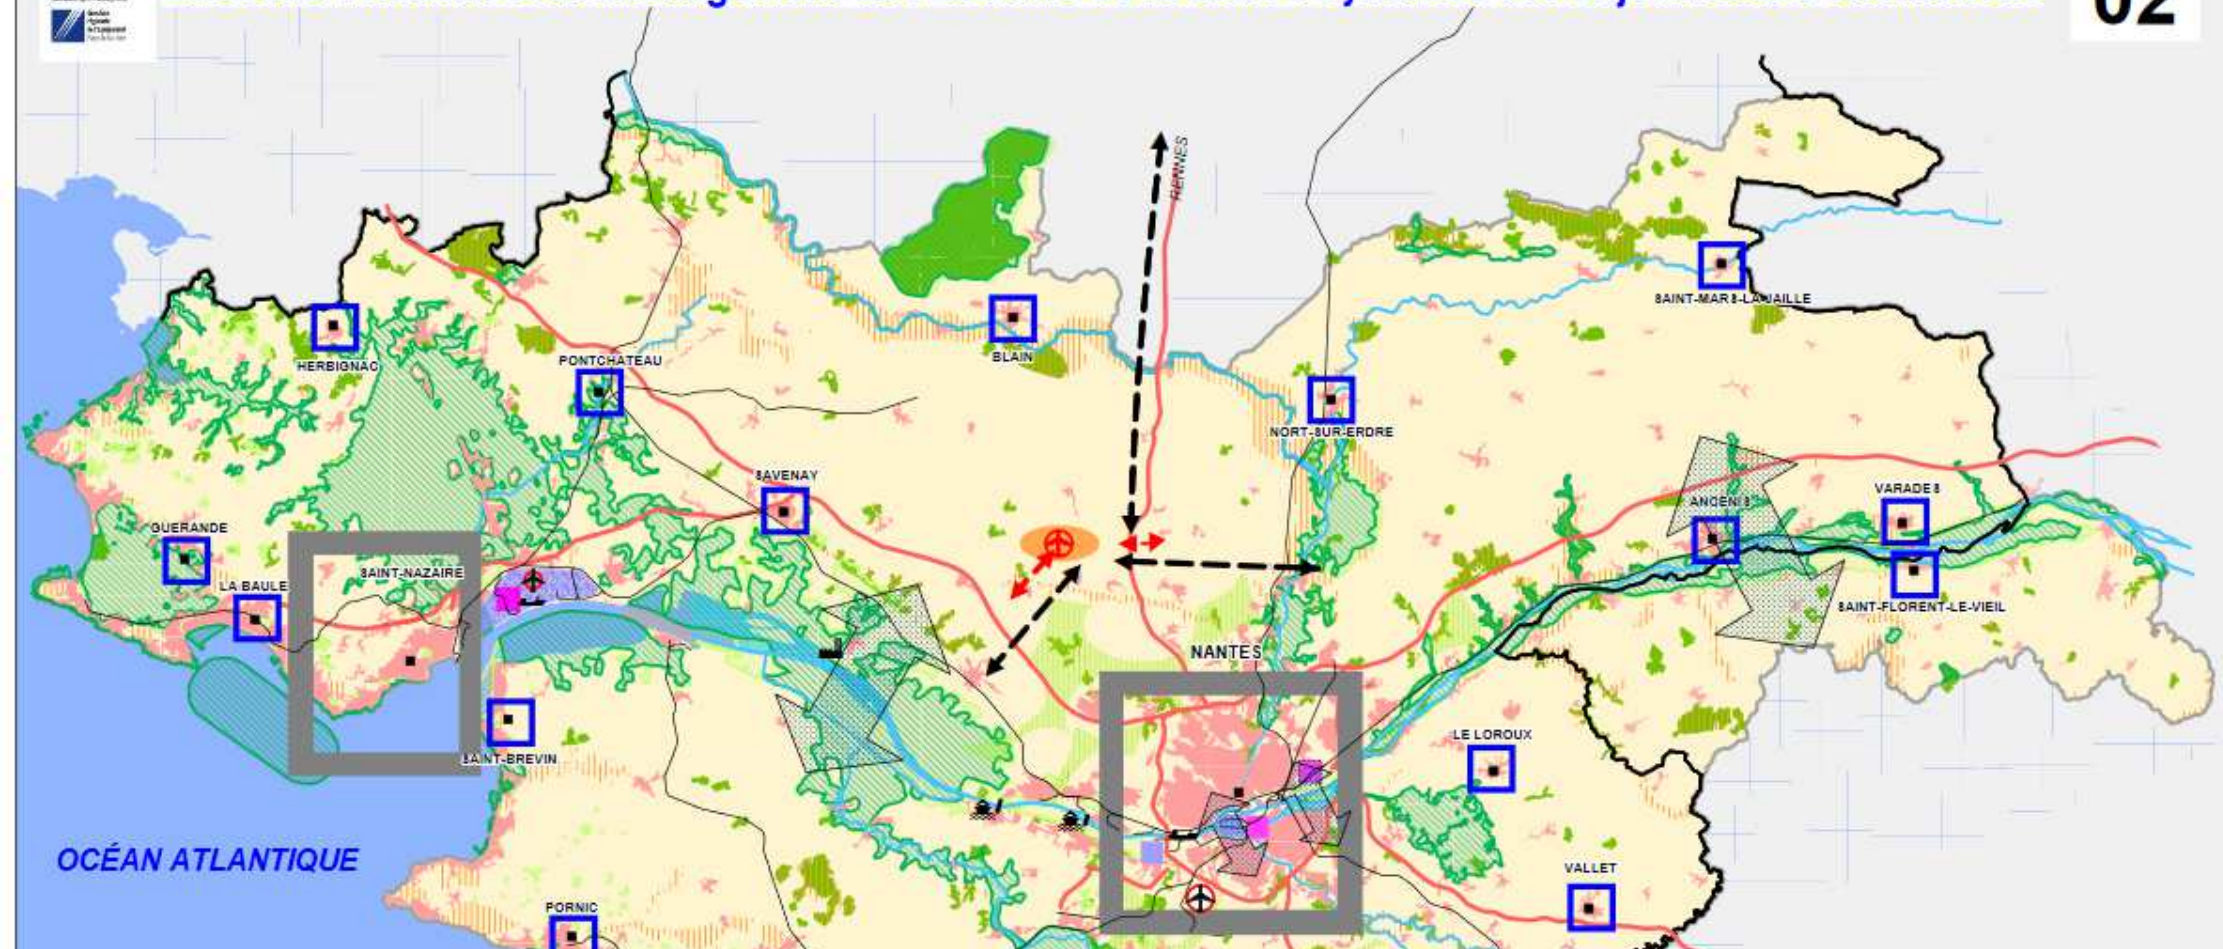 02
RENNES
SAINT-MARS-LA-JAILLE
HERBIGNAC
PONTCHATEAU
BLAIN
NORT-SUR-ERDRE
SAVENAY
ANCENIS
VARADES
GUERANDE
SAINT-NAZAIRE
LA BAULE
SAINT-FLORENT-LE-VIEIL
NANTES
SAINT-BREVIN
LE LOROUX
OCÉAN ATLANTIQUE
VALLET
PORNIC